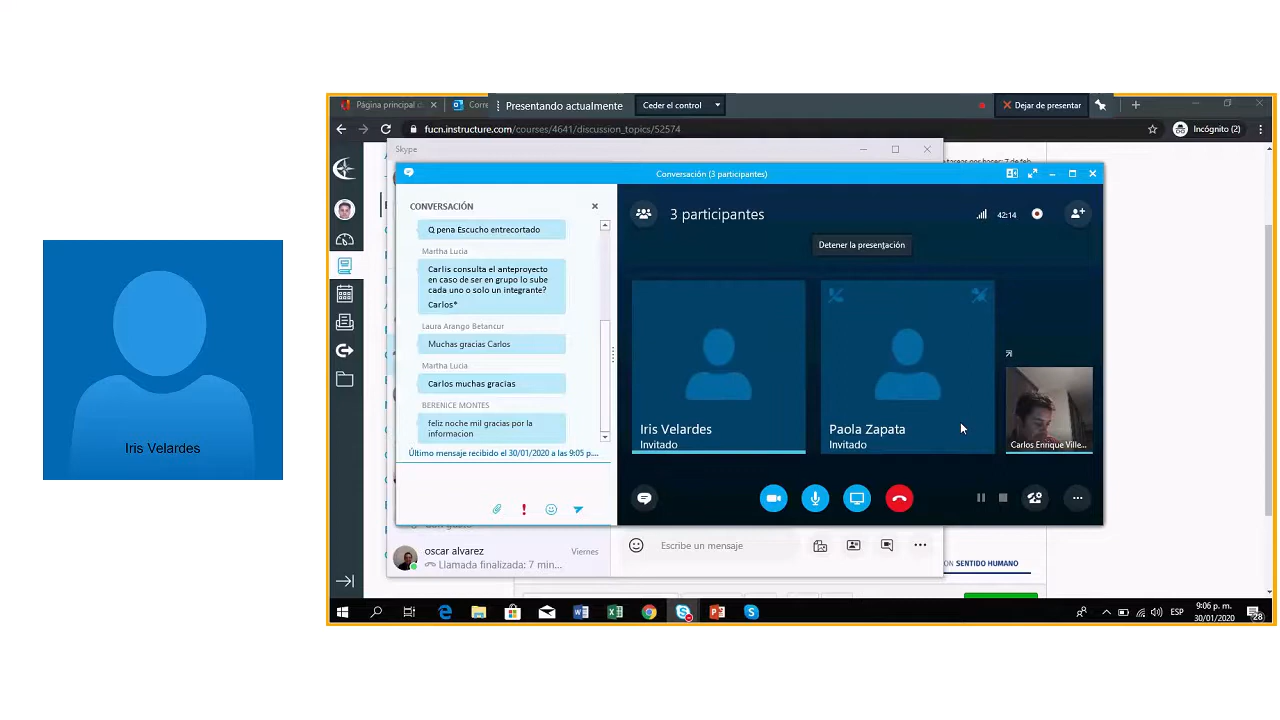 Iris Velardes
Página principal d
Corre
Presentando actualmente
Ceder el control
Dejar de presentar
fucn.instructure.com/courses/4641/discussion_topics/52574
Incógnito (2)
Skype
Conversación (3 participantes)
CONVERSACIÓN
Q pena Escucho entrecortado
Martha Lucia
Carlis consulta el anteproyecto
en caso de ser en grupo lo sube
cada uno o solo un integrante?
Carlos*
Laura Arango Betancur
Muchas gracias Carlos
Martha Lucia
Carlos muchas gracias
BERENICE MONTES
feliz noche mil gracias por la
informacion
Último mensaje recibido el 30/01/2020 a las 9:05 p....
3 participantes
42:14
Detener la presentación
Iris Velardes
Invitado
Paola Zapata
Invitado
Carlos Enrique Ville...
oscar alvarez
Viernes
Llamada finalizada: 7 min...
Escribe un mensaje
ON SENTIDO HUMANO
ESP
9:06 p. m.
30/01/2020
28